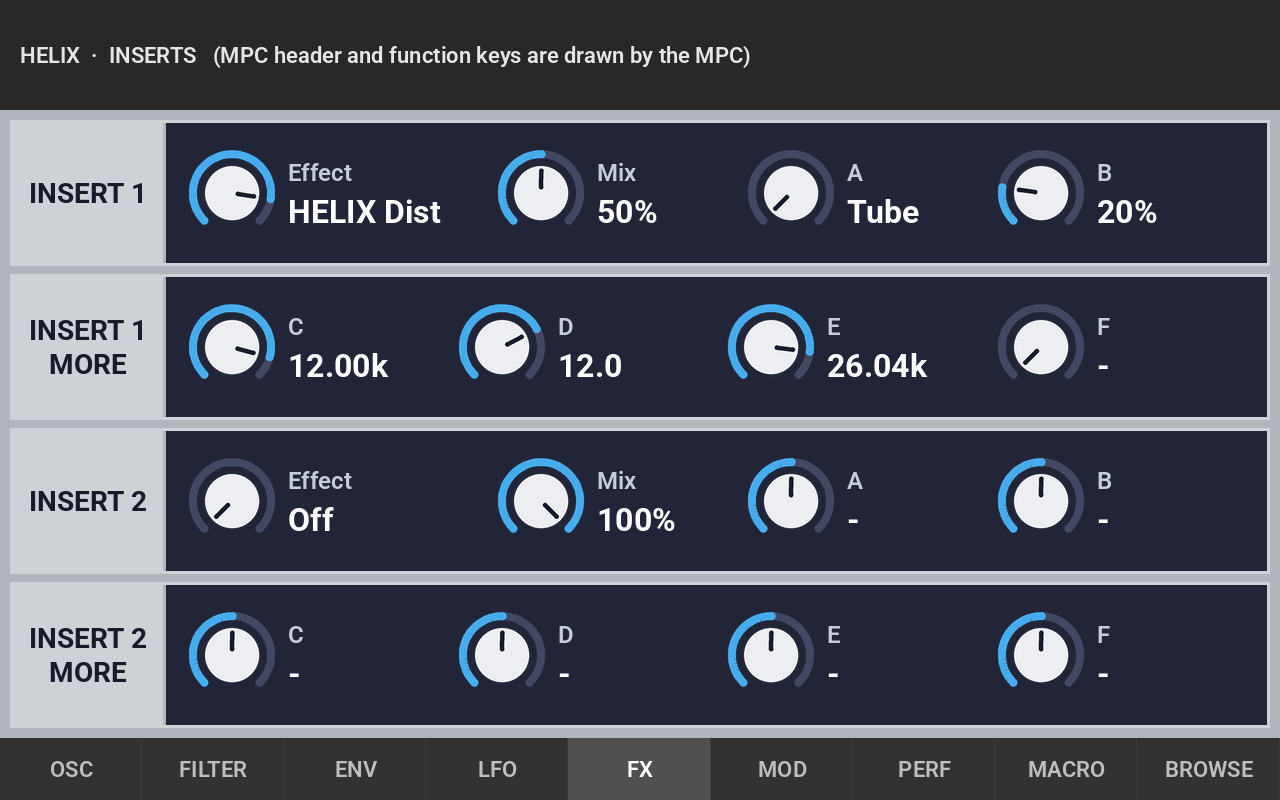 HELIX · INSERTS (MPC header and function keys are drawn by the MPC)
INSERT 1
Effect
HELIX Dist
Mix
50%
A
Tube
B
20%
INSERT 1
MORE
C
12.00k
D
12.0
E
26.04k
F
-
INSERT 2
Effect
Off
Mix
100%
A
-
B
-
INSERT 2
MORE
C
-
D
-
E
-
F
-
OSC
FILTER
ENV
LFO
FX
MOD
PERF
MACRO
BROWSE